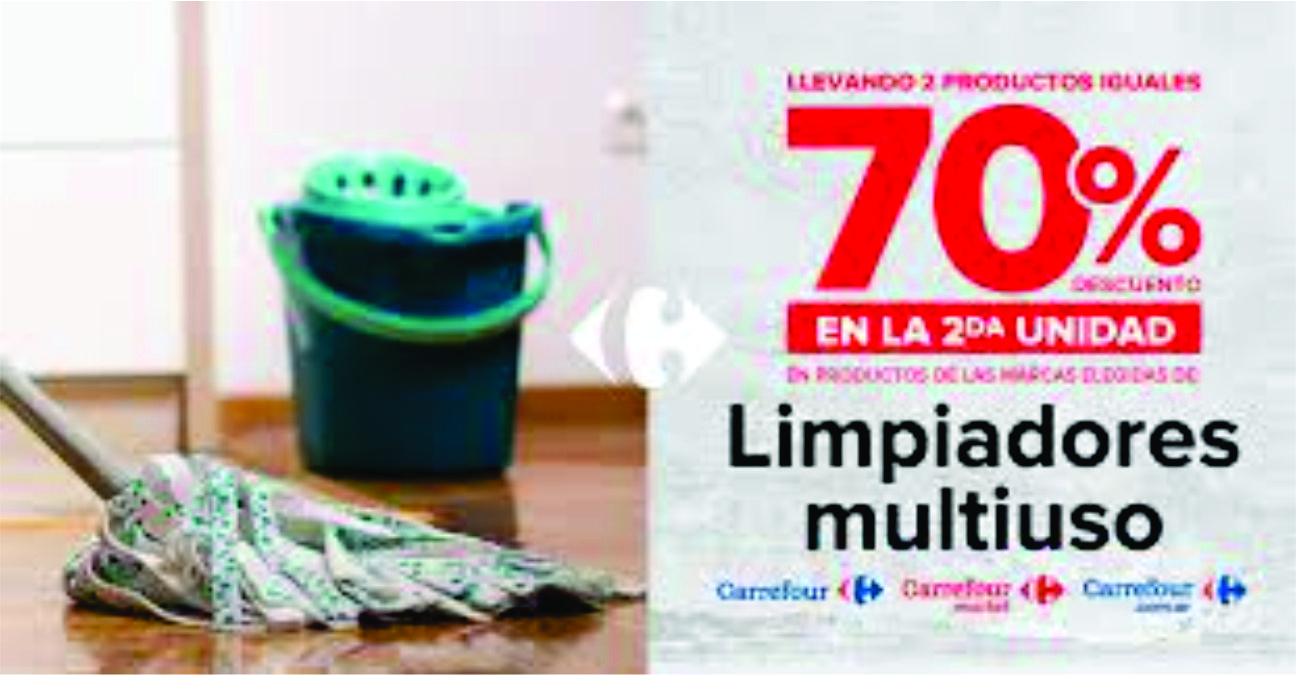 LLEVANDO 2 PRODUCTOS IGUALES
70%
DESCUENTO
EN LA 2DA UNIDAD
EN PRODUCTOS DE LAS MARCAS ELEGIDAS DE
Limpiadores
multiuso
Carrefour Carrefour Carrefour
market .com.ar